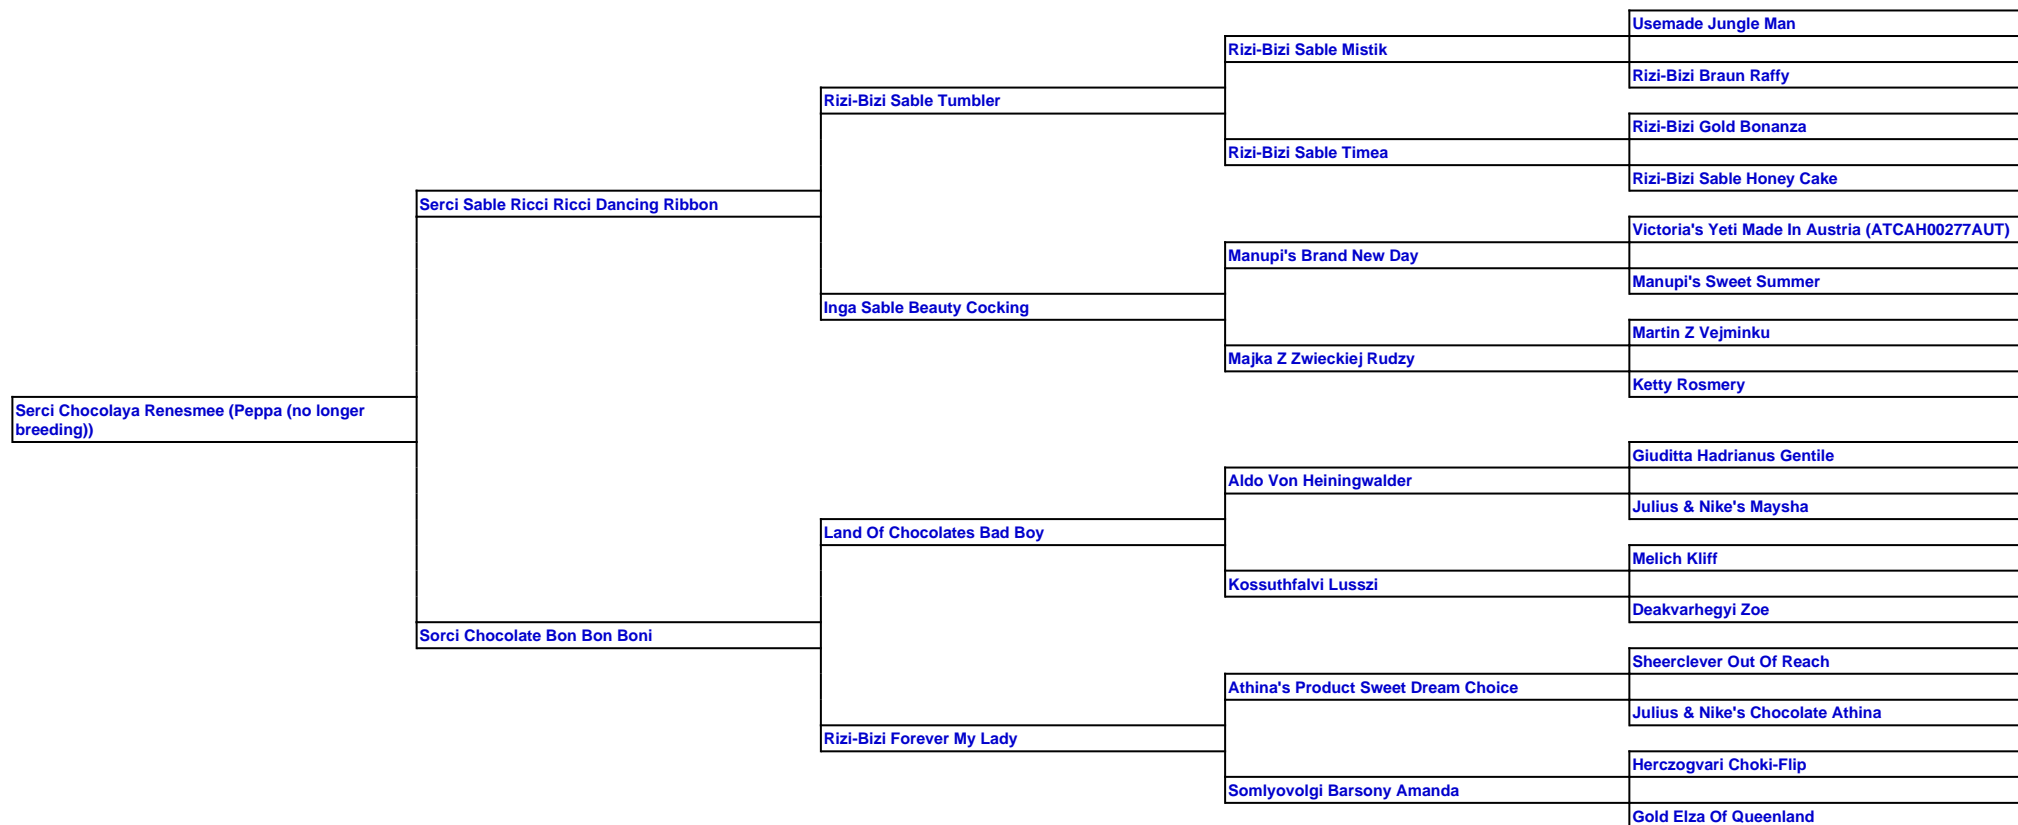 Usemade Jungle Man
Rizi-Bizi Sable Mistik
Rizi-Bizi Braun Raffy
Rizi-Bizi Sable Tumbler
Rizi-Bizi Gold Bonanza
Rizi-Bizi Sable Timea
Rizi-Bizi Sable Honey Cake
Serci Sable Ricci Ricci Dancing Ribbon
Victoria's Yeti Made In Austria (ATCAH00277AUT)
Manupi's Brand New Day
Manupi's Sweet Summer
Inga Sable Beauty Cocking
Martin Z Vejminku
Majka Z Zwieckiej Rudzy
Ketty Rosmery
Serci Chocolaya Renesmee (Peppa (no longer
breeding))
Giuditta Hadrianus Gentile
Aldo Von Heiningwalder
Julius & Nike's Maysha
Land Of Chocolates Bad Boy
Melich Kliff
Kossuthfalvi Lusszi
Deakvarhegyi Zoe
Sorci Chocolate Bon Bon Boni
Sheerclever Out Of Reach
Athina's Product Sweet Dream Choice
Julius & Nike's Chocolate Athina
Rizi-Bizi Forever My Lady
Herczogvari Choki-Flip
Somlyovolgi Barsony Amanda
Gold Elza Of Queenland